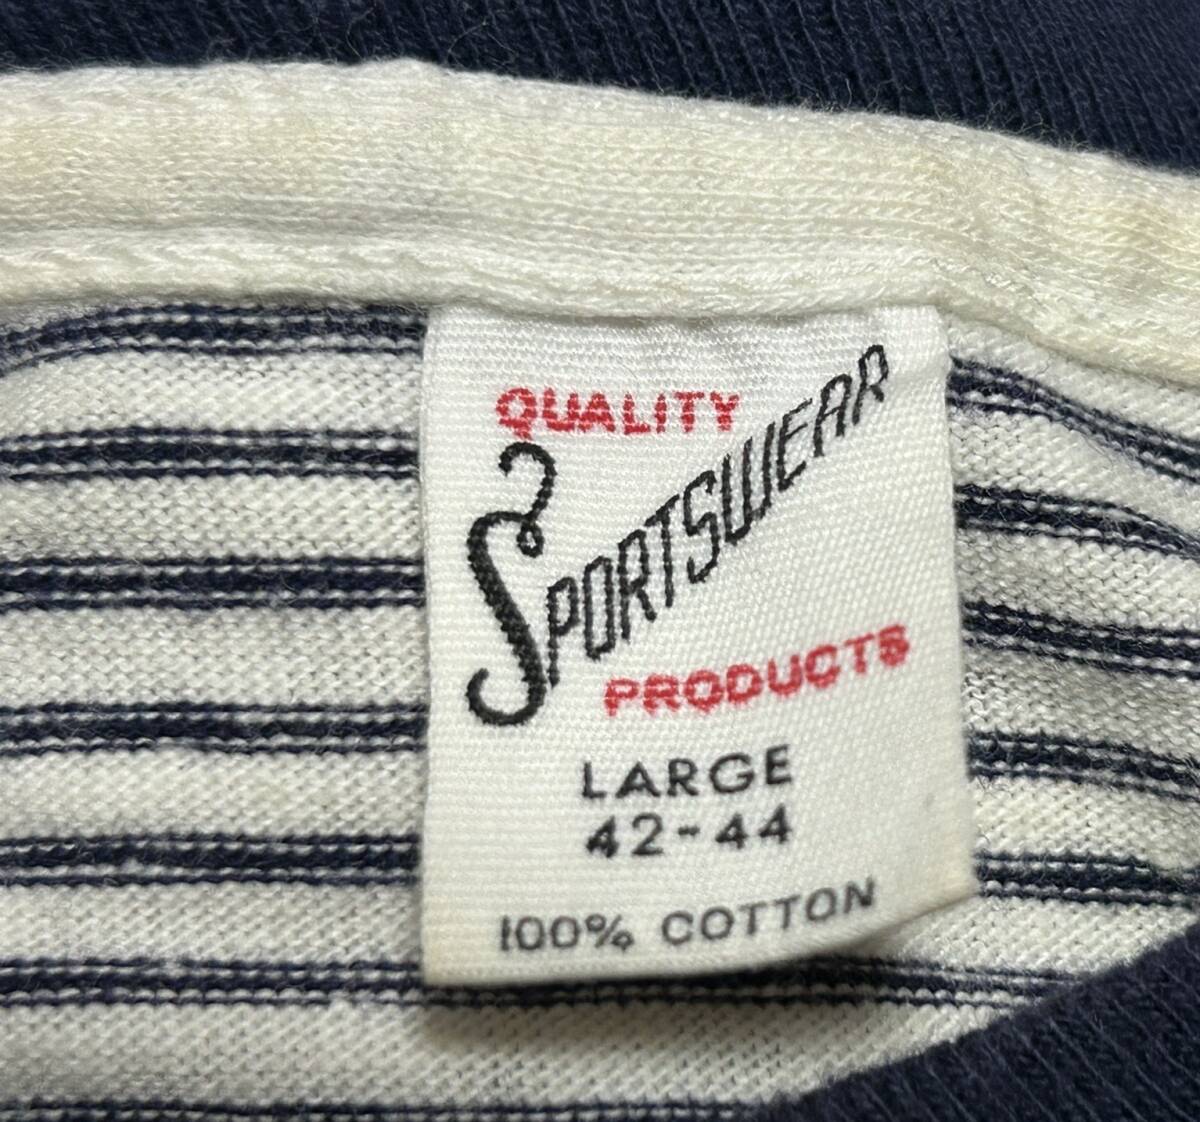 QUALITY
SPORTSWEAR
PRODUCTS
LARGE
42-44
100% COTTON